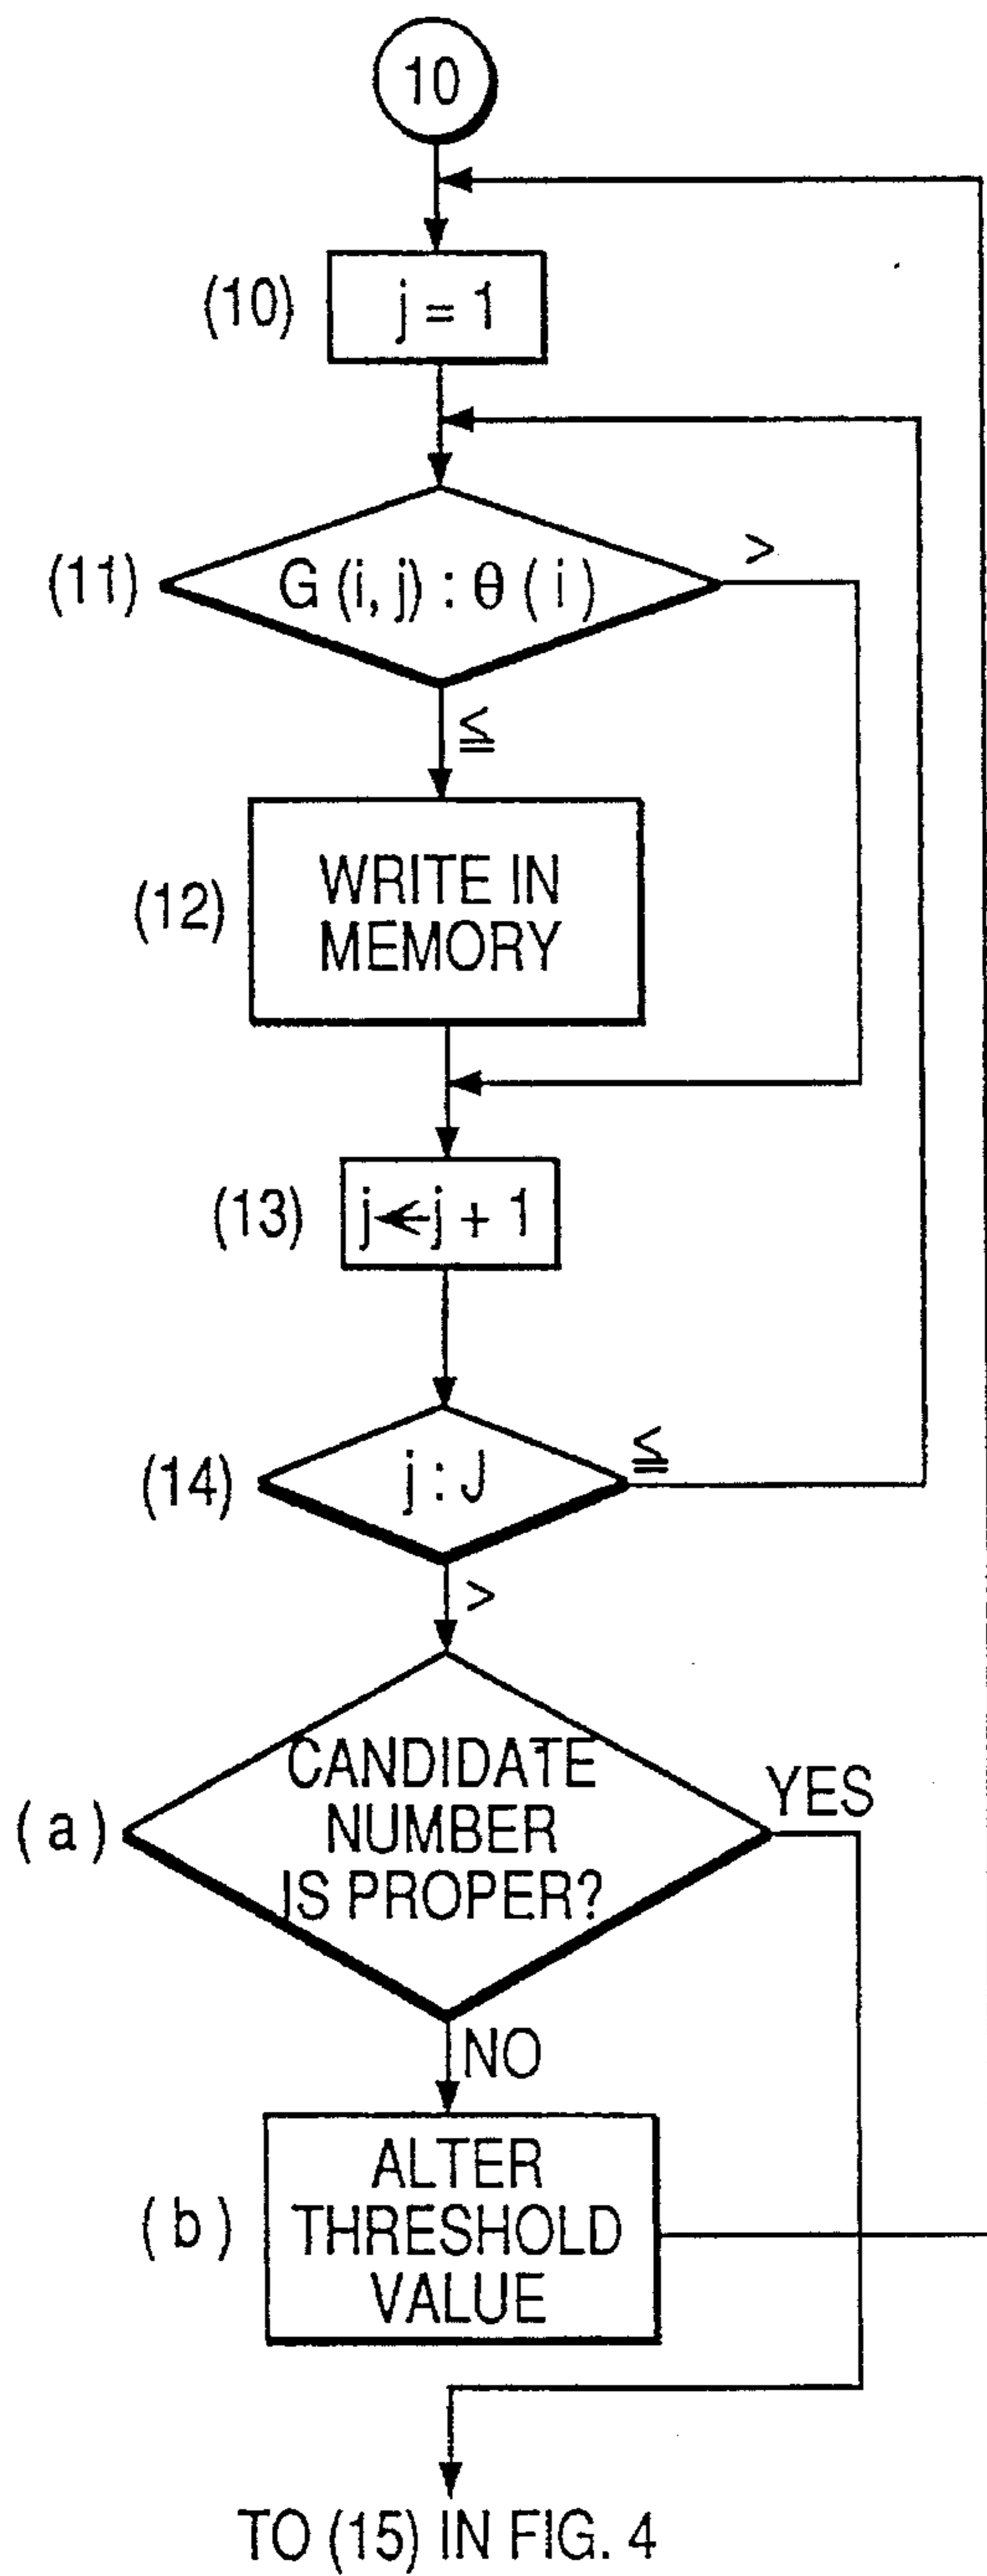 10
(10) j = 1
(11) G (i, j) : θ ( i ) >
≦
(12) WRITE IN
MEMORY
(13) j ← j + 1
(14) j : J ≦
>
( a ) CANDIDATE
NUMBER
IS PROPER?
YES
NO
( b ) ALTER
THRESHOLD
VALUE
TO (15) IN FIG. 4